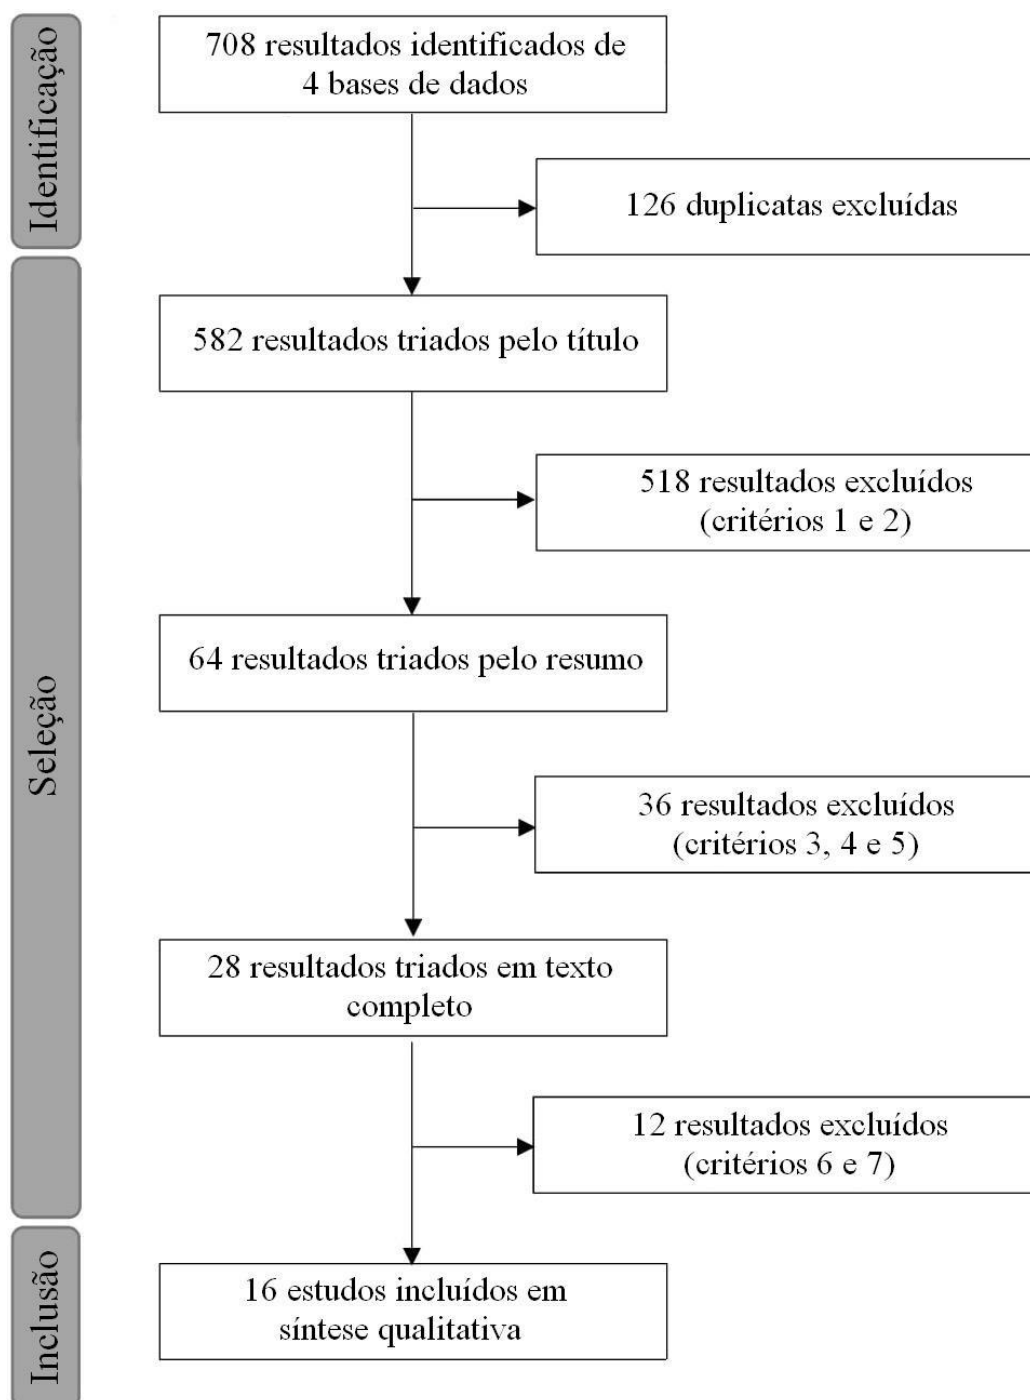 Identificação
708 resultados identificados de
4 bases de dados
126 duplicatas excluídas
Seleção
582 resultados triados pelo título
518 resultados excluídos
(critérios 1 e 2)
64 resultados triados pelo resumo
36 resultados excluídos
(critérios 3, 4 e 5)
28 resultados triados em texto
completo
12 resultados excluídos
(critérios 6 e 7)
Inclusão
16 estudos incluídos em
síntese qualitativa